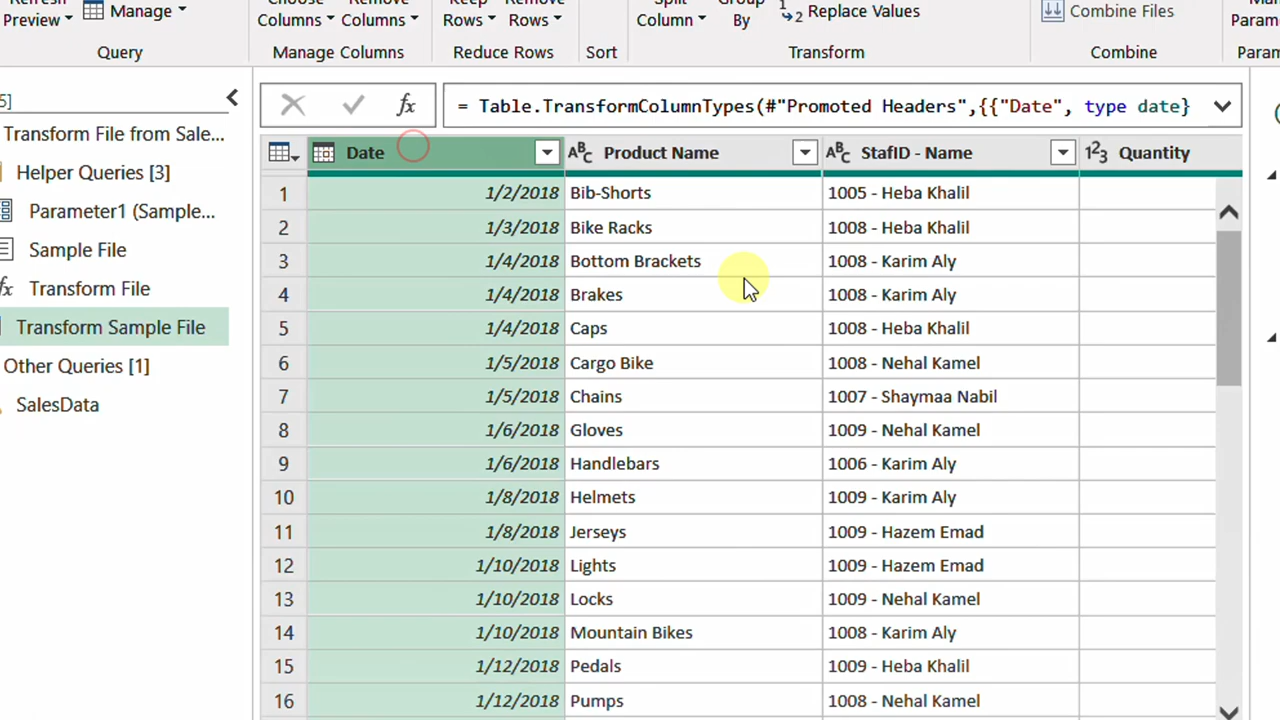 Refresh Choose Remove Keep Remove Split Group
Preview Manage Columns Columns Rows Rows Column By Replace Values Combine Files
Query Manage Columns Reduce Rows Sort Transform Combine
5] = Table.TransformColumnTypes(#"Promoted Headers",{{"Date", type date}
Transform File from Sale...
Helper Queries [3]
Parameter1 (Sample...
Sample File
Transform File
Transform Sample File
Other Queries [1]
SalesData
Date Product Name StafID - Name Quantity
1 1/2/2018 Bib-Shorts 1005 - Heba Khalil
2 1/3/2018 Bike Racks 1008 - Heba Khalil
3 1/4/2018 Bottom Brackets 1008 - Karim Aly
4 1/4/2018 Brakes 1008 - Karim Aly
5 1/4/2018 Caps 1008 - Heba Khalil
6 1/5/2018 Cargo Bike 1008 - Nehal Kamel
7 1/5/2018 Chains 1007 - Shaymaa Nabil
8 1/6/2018 Gloves 1009 - Nehal Kamel
9 1/6/2018 Handlebars 1006 - Karim Aly
10 1/8/2018 Helmets 1009 - Karim Aly
11 1/8/2018 Jerseys 1009 - Hazem Emad
12 1/10/2018 Lights 1009 - Hazem Emad
13 1/10/2018 Locks 1009 - Nehal Kamel
14 1/10/2018 Mountain Bikes 1008 - Karim Aly
15 1/12/2018 Pedals 1009 - Heba Khalil
16 1/12/2018 Pumps 1008 - Nehal Kamel